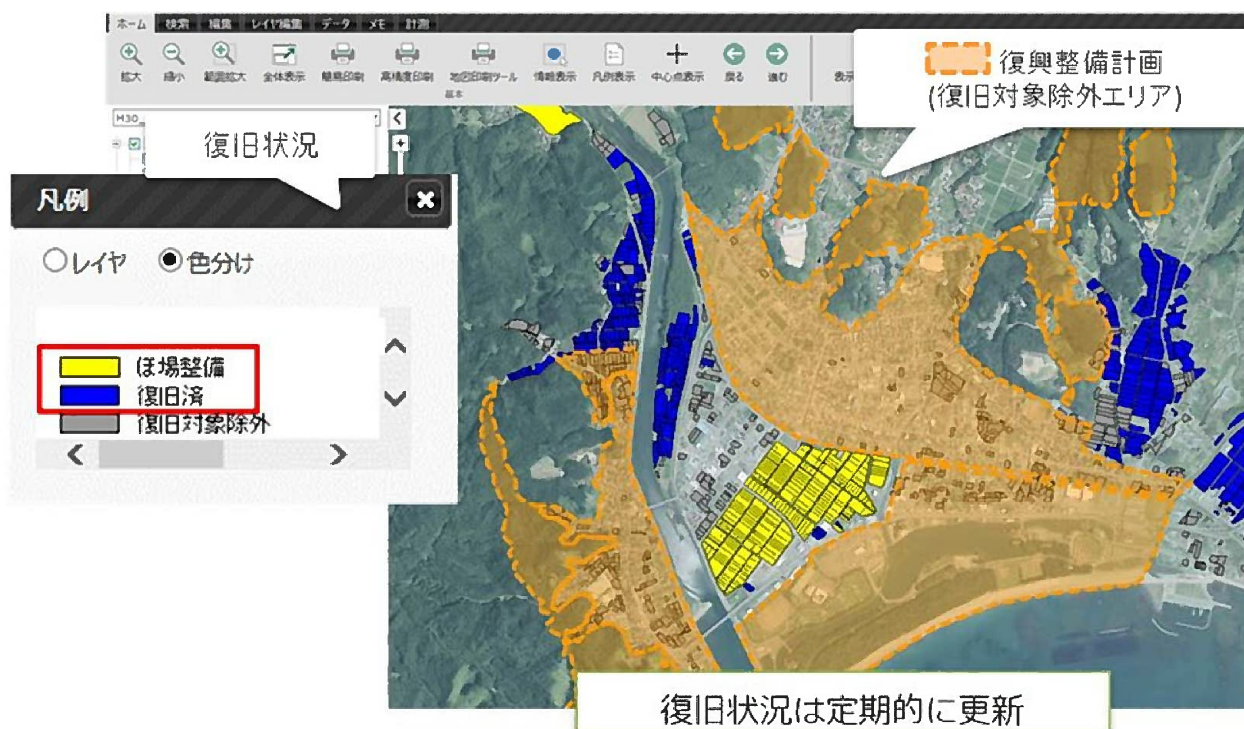 ホーム 検索 編集 レイヤ編集 データ メモ 計測
拡大 縮小 範囲拡大 全体表示 簡易印刷 高精度印刷 地図印刷ツール 情報表示 凡例表示 中心点表示 戻る 進む 表示
基本
復興整備計画
(復旧対象除外エリア)
M30
復旧状況
凡例
レイヤ 色分け
ほ場整備
復旧済
復旧対象除外
復旧状況は定期的に更新